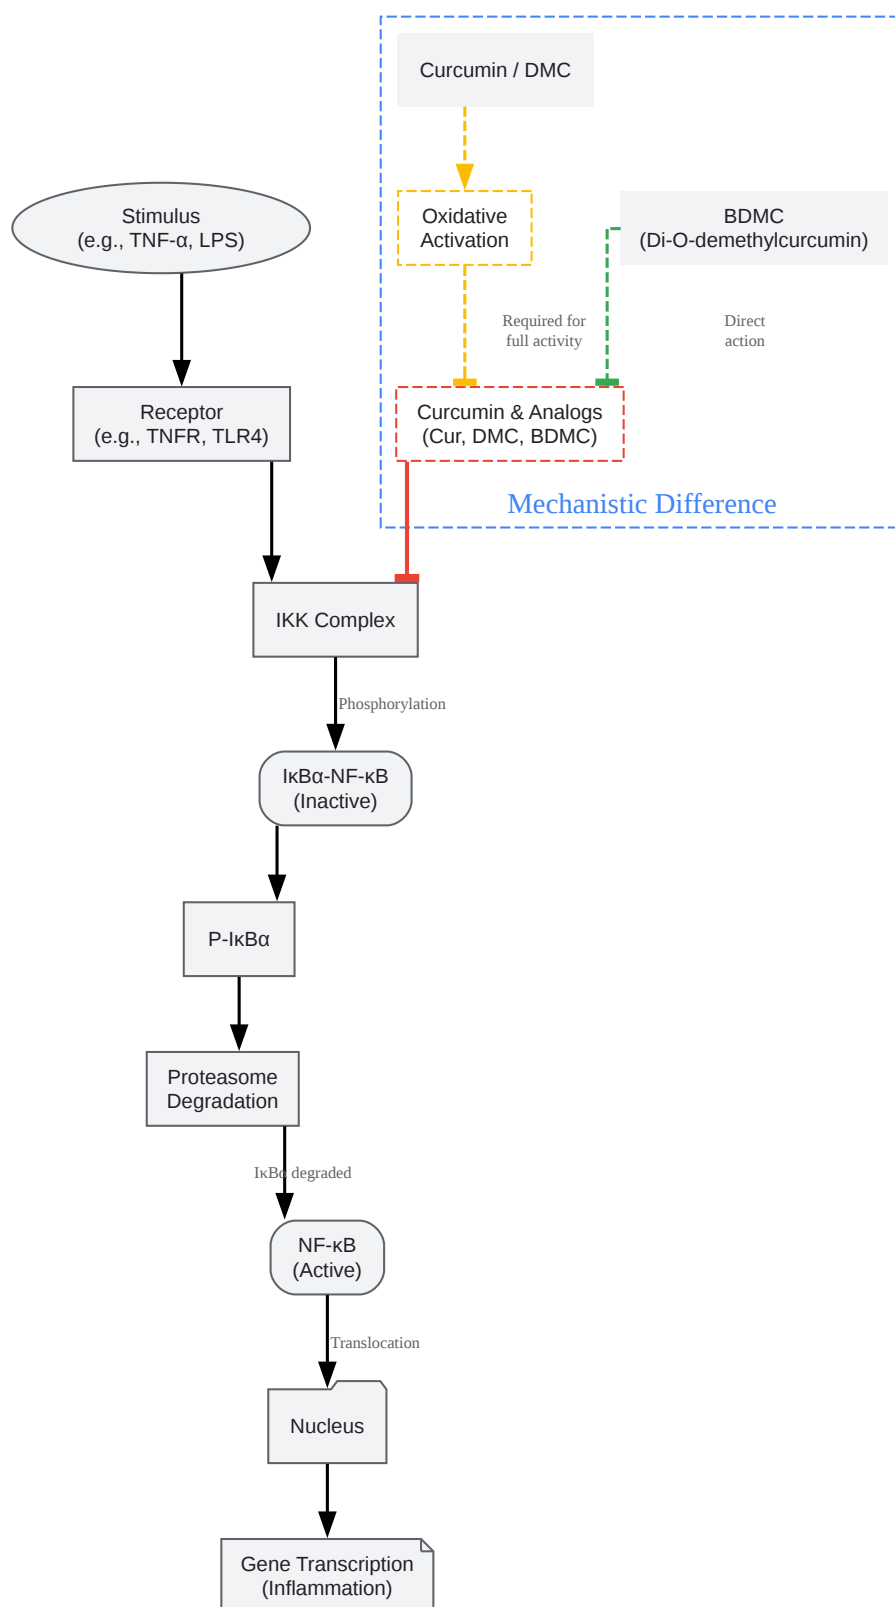 Curcumin / DMC
Stimulus
(e.g., TNF-α, LPS)
Oxidative
Activation
BDMC
(Di-O-demethylcurcumin)
Required for
full activity
Direct
action
Receptor
(e.g., TNFR, TLR4)
Curcumin & Analogs
(Cur, DMC, BDMC)
Mechanistic Difference
IKK Complex
Phosphorylation
IκBα-NF-κB
(Inactive)
P-IκBα
Proteasome
Degradation
IκBα degraded
NF-κB
(Active)
Translocation
Nucleus
Gene Transcription
(Inflammation)